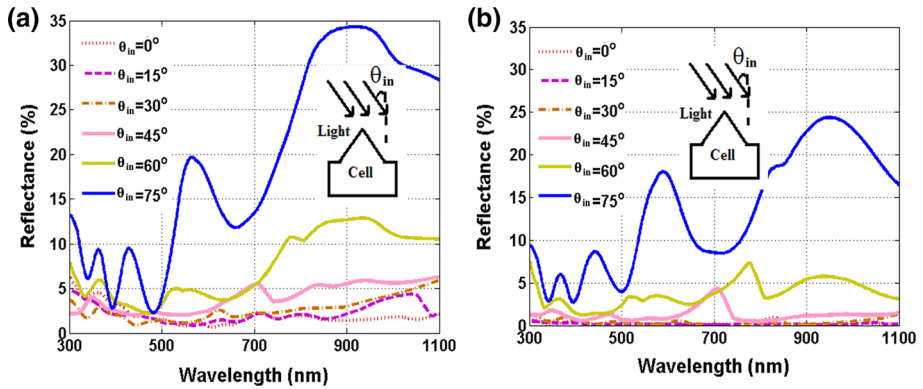 (a)
35
30
25
20
15
10
5
0
Reflectance (%)
θin=0°
θin=15°
θin=30°
θin=45°
θin=60°
θin=75°
θin
Light
Cell
300
500
700
900
1100
Wavelength (nm)
(b)
35
30
25
20
15
10
5
0
Reflectance (%)
θin=0°
θin=15°
θin=30°
θin=45°
θin=60°
θin=75°
θin
Light
Cell
300
500
700
900
1100
Wavelength (nm)